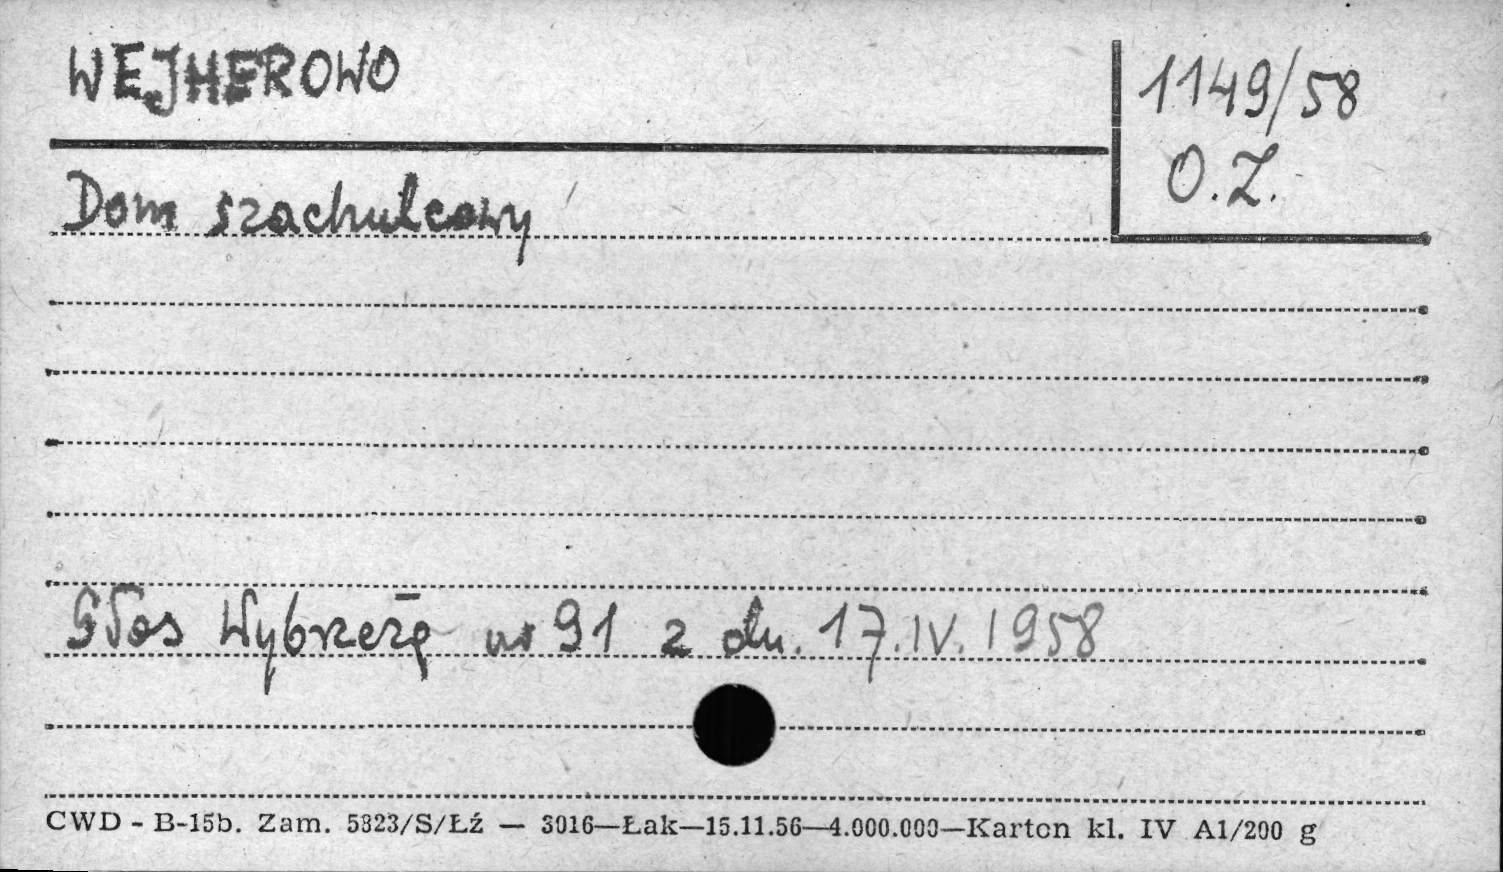 WEJHEROWO
1149/58
O.Z.
Dom szachulcowy
Głos Wybrzeżą nr 91 z dn. 17.IV.1958
CWD - B-15b. Zam. 5823/S/Łź — 3016—Łak—15.11.56—4.000.000—Karton kl. IV A1/200 g